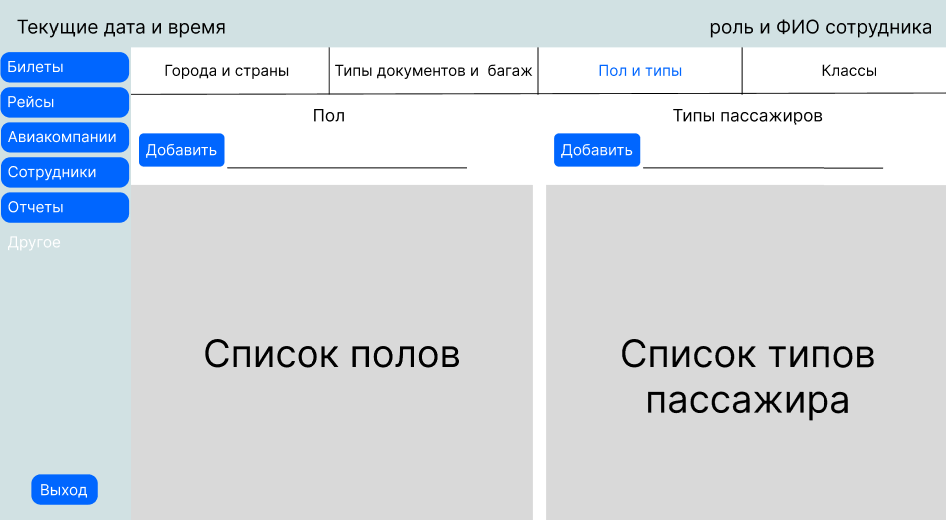 Текущие дата и время
роль и ФИО сотрудника
Билеты
Рейсы
Авиакомпании
Сотрудники
Отчеты
Другое
Выход
Города и страны
Типы документов и багаж
Пол и типы
Классы
Пол
Добавить
Список полов
Типы пассажиров
Добавить
Список типов
пассажира